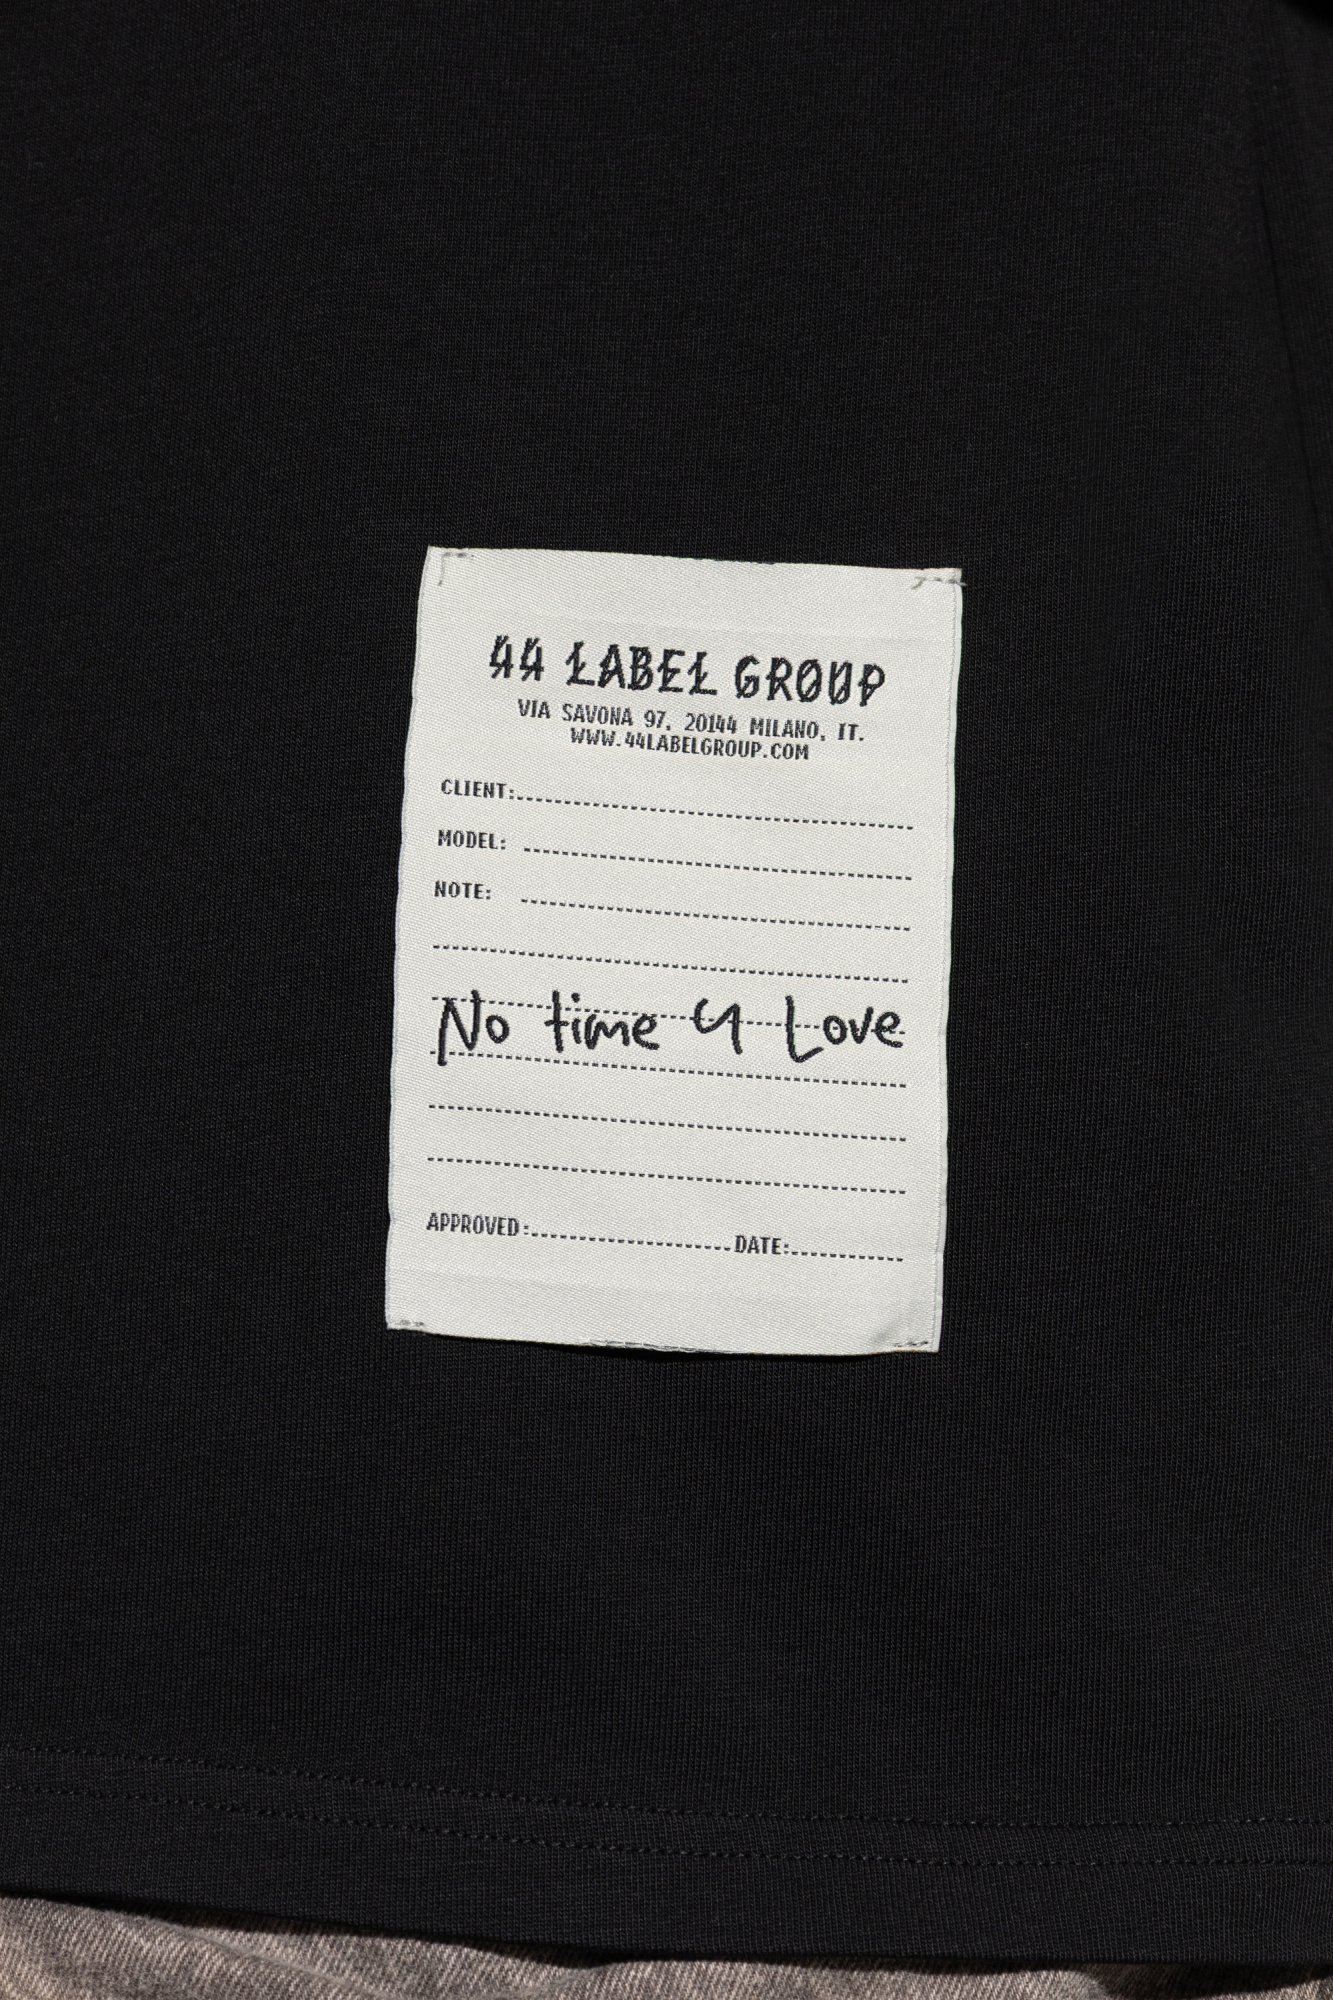 44 LABEL GROUP
VIA SAVONA 97, 20144 MILANO, IT.
WWW.44LABELGROUP.COM
CLIENT:
MODEL:
NOTE:
No time 4 Love
APPROVED: DATE: